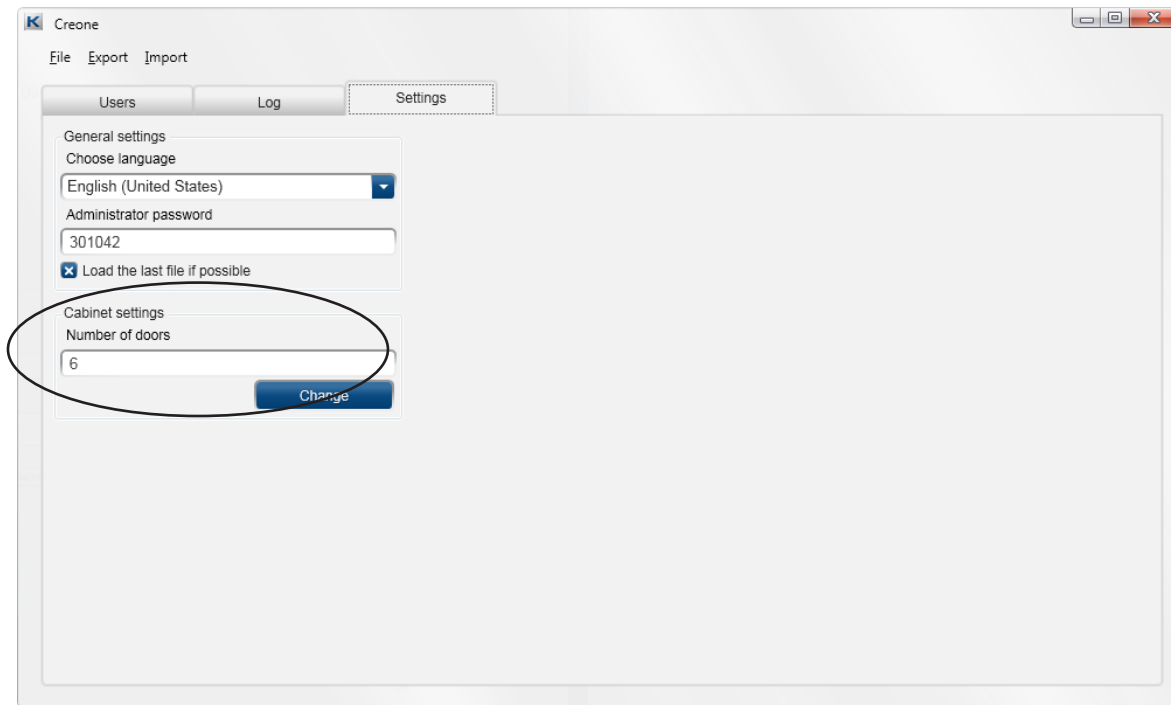 K Creone
File Export Import
Users Log Settings
General settings
Choose language
English (United States)
Administrator password
301042
Load the last file if possible
Cabinet settings
Number of doors
6
Change